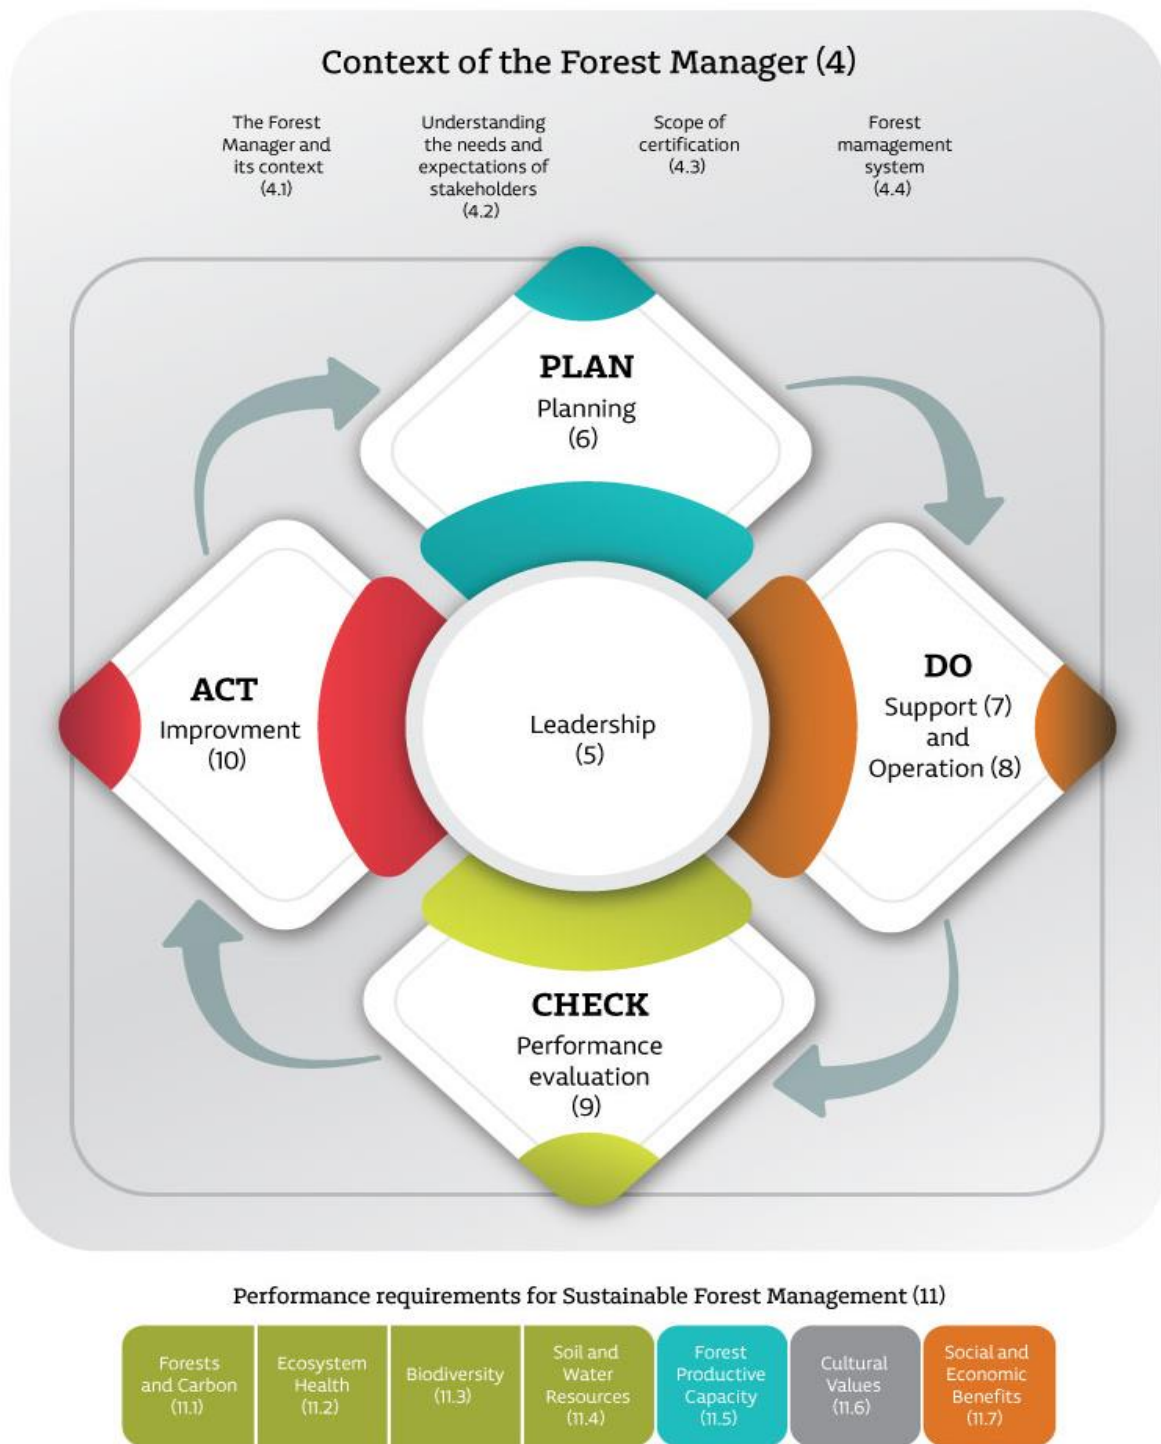 Context of the Forest Manager (4)
The Forest
Manager and
its context
(4.1)
Understanding
the needs and
expectations of
stakeholders
(4.2)
Scope of
certification
(4.3)
Forest
mamagement
system
(4.4)
PLAN
Planning
(6)
DO
Support (7)
and
Operation (8)
ACT
Improvment
(10)
Leadership
(5)
CHECK
Performance
evaluation
(9)
Performance requirements for Sustainable Forest Management (11)
Forests
and Carbon
(11.1)
Ecosystem
Health
(11.2)
Biodiversity
(11.3)
Soil and
Water
Resources
(11.4)
Forest
Productive
Capacity
(11.5)
Cultural
Values
(11.6)
Social and
Economic
Benefits
(11.7)